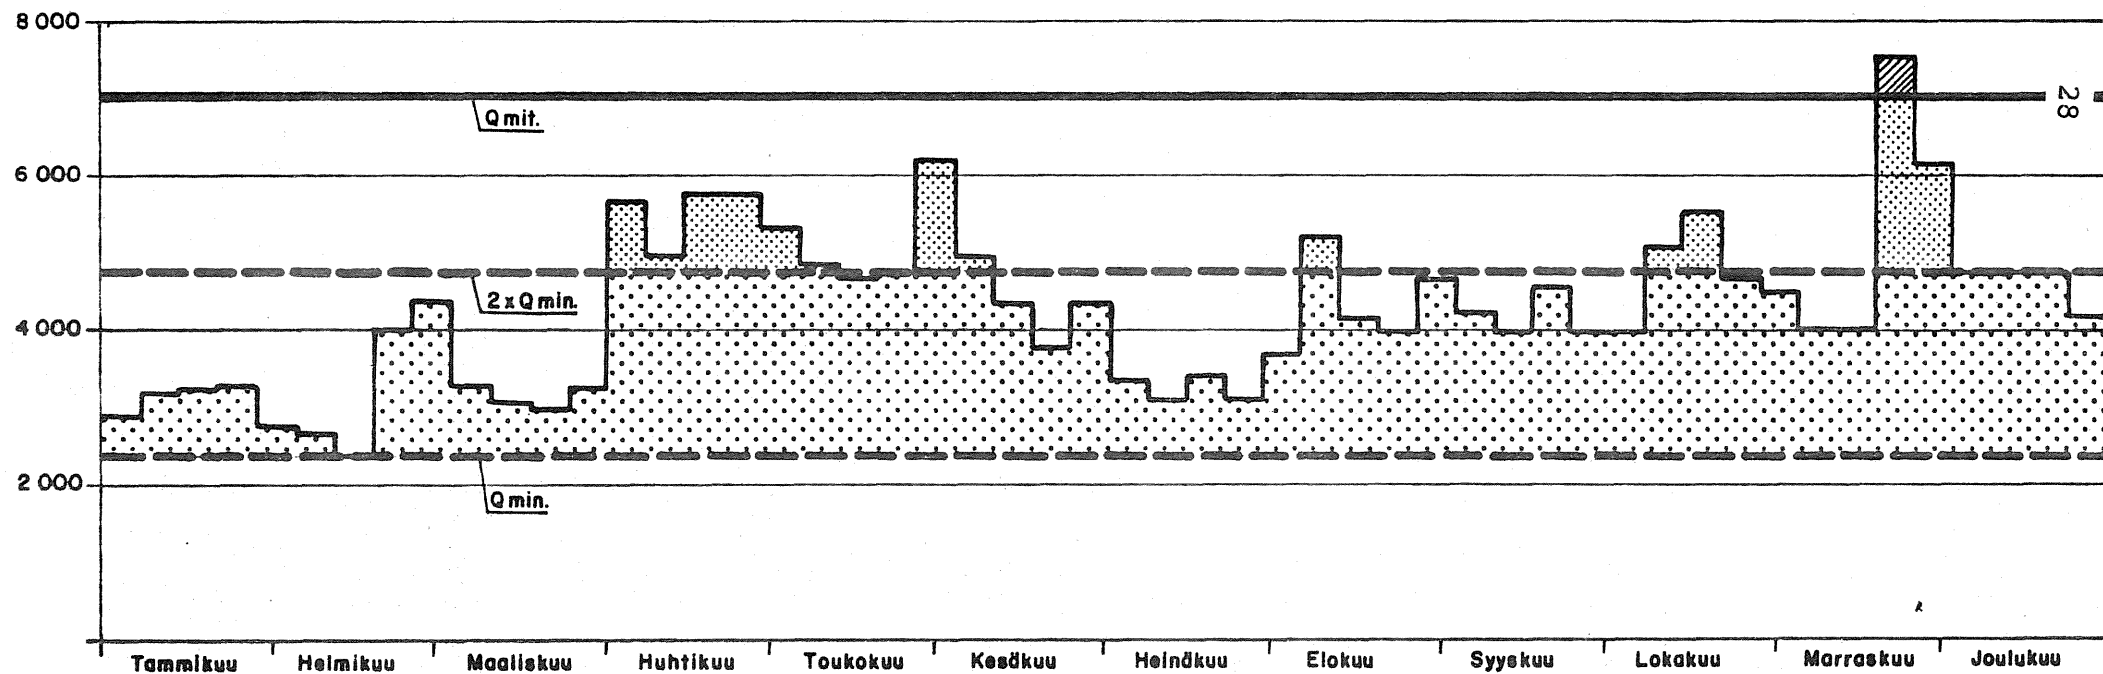 8 000
Q mit.
28
6 000
2 x Q min.
4 000
2 000
Q min.
Tammikuu Helmikuu Maaliskuu Huhtikuu Toukokuu Kesäkuu Heinäkuu Elokuu Syyskuu Lokakuu Marraskuu Joulukuu